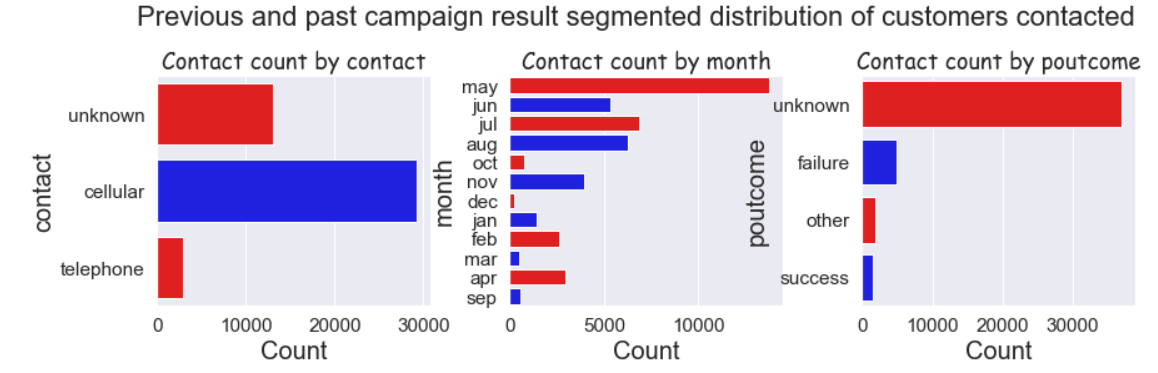 Previous and past campaign result segmented distribution of customers contacted
Contact count by contact
contact
unknown
cellular
telephone
0 10000 20000 30000
Count
Contact count by month
month
may
jun
jul
aug
oct
nov
dec
jan
feb
mar
apr
sep
0 5000 10000
Count
Contact count by poutcome
poutcome
unknown
failure
other
success
0 10000 20000 30000
Count